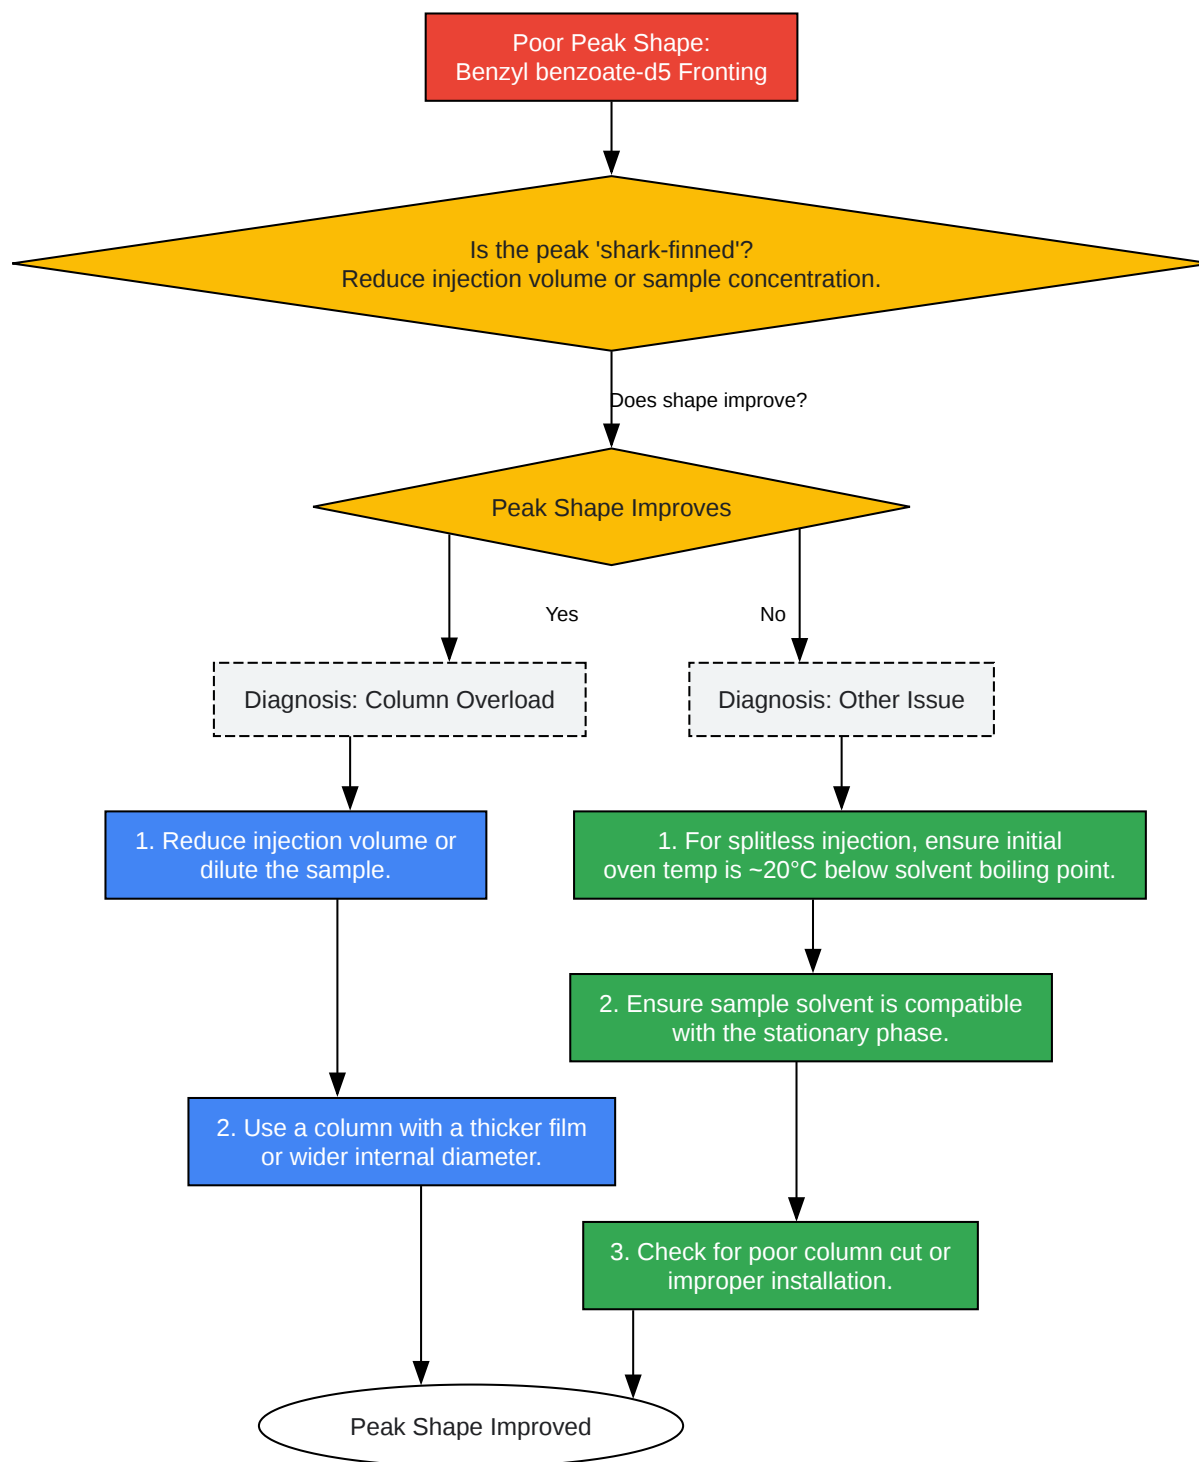 Poor Peak Shape:
Benzyl benzoate-d5 Fronting
Is the peak 'shark-finned'?
Reduce injection volume or sample concentration.
Does shape improve?
Peak Shape Improves
Yes
No
Diagnosis: Column Overload
Diagnosis: Other Issue
1. Reduce injection volume or
dilute the sample.
1. For splitless injection, ensure initial
oven temp is ~20°C below solvent boiling point.
2. Ensure sample solvent is compatible
with the stationary phase.
2. Use a column with a thicker film
or wider internal diameter.
3. Check for poor column cut or
improper installation.
Peak Shape Improved